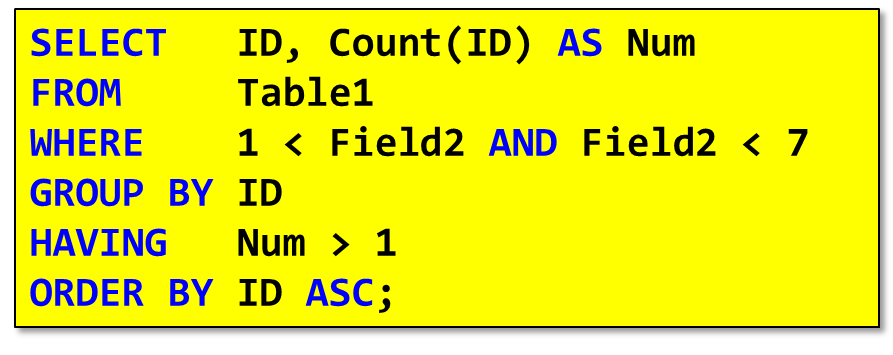 SELECT   ID, Count(ID) AS Num
FROM     Table1
WHERE    1 < Field2 AND Field2 < 7
GROUP BY ID
HAVING   Num > 1
ORDER BY ID ASC;